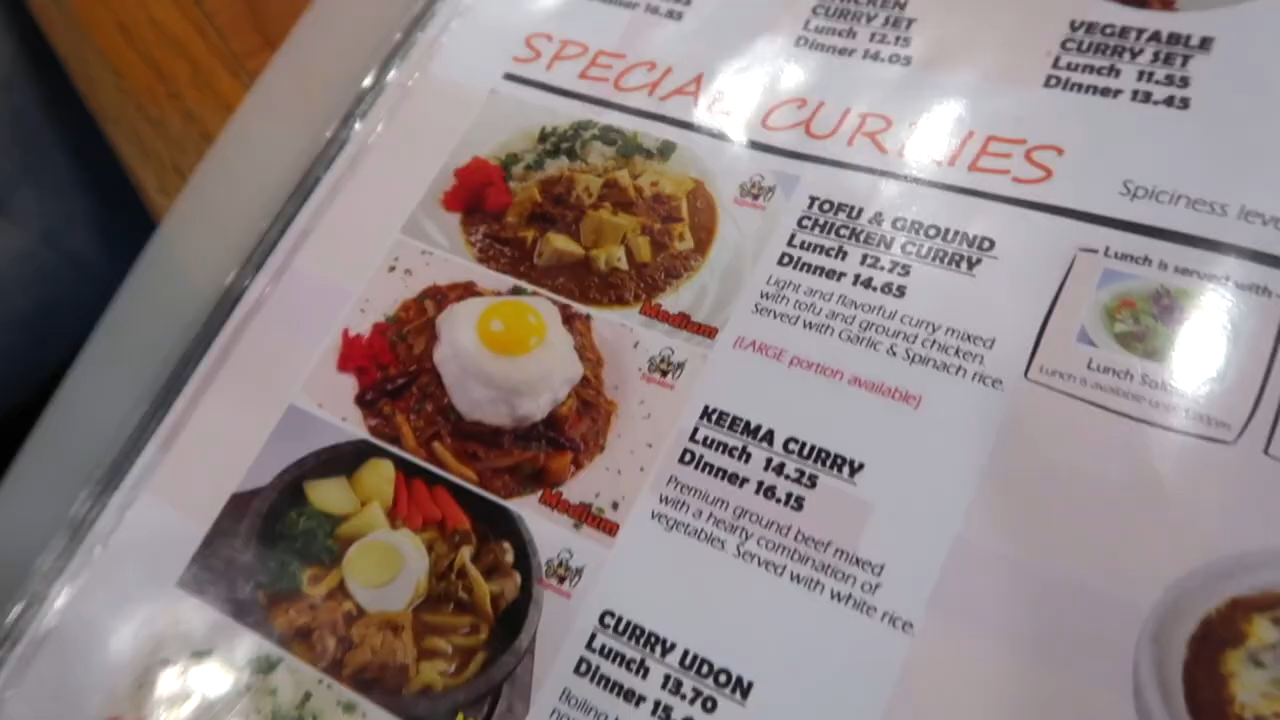 CURRY SET
Lunch 12.15
Dinner 14.05
VEGETABLE
CURRY SET
Lunch 11.55
Dinner 13.45
SPECIAL CURRIES
Spiciness
TOFU & GROUND
CHICKEN CURRY
Lunch 12.75
Dinner 14.65
Light and flavorful curry mixed
with tofu and ground chicken.
Served with Garlic & Spinach rice.
(LARGE portion available)
Medium
Lunch is served with
Lunch
KEEMA CURRY
Lunch 14.25
Dinner 16.15
Premium ground beef mixed
with a hearty combination of
vegetables. Served with white rice.
Medium
CURRY UDON
Lunch 13.70
Dinner
Boiling